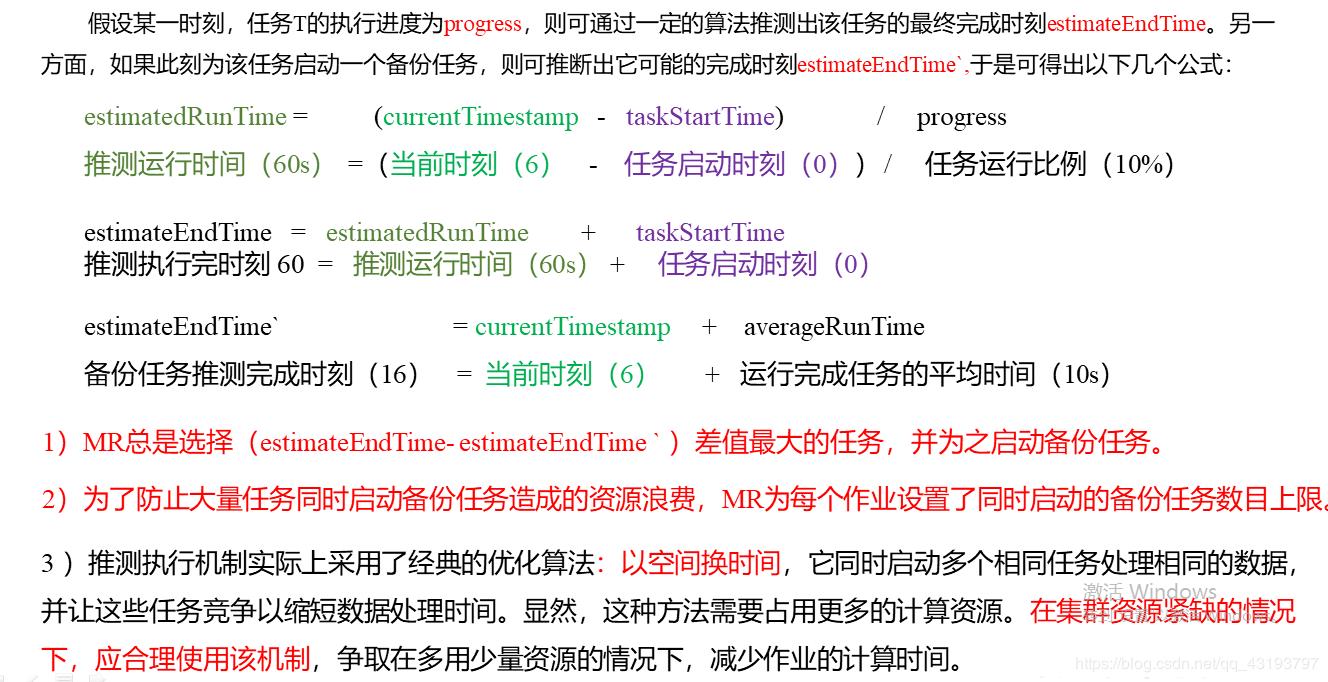 假设某一时刻，任务T的执行进度为progress，则可通过一定的算法推测出该任务的最终完成时刻estimateEndTime。另一
方面，如果此刻为该任务启动一个备份任务，则可推断出它可能的完成时刻estimateEndTime`,于是可得出以下几个公式：
estimatedRunTime = (currentTimestamp - taskStartTime) / progress
推测运行时间（60s） =（当前时刻（6） - 任务启动时刻（0））/ 任务运行比例（10%）
estimateEndTime = estimatedRunTime + taskStartTime
推测执行完时刻 60 = 推测运行时间（60s） + 任务启动时刻（0）
estimateEndTime` = currentTimestamp + averageRunTime
备份任务推测完成时刻（16） = 当前时刻（6） + 运行完成任务的平均时间（10s）
1）MR总是选择（estimateEndTime- estimateEndTime ` ）差值最大的任务，并为之启动备份任务。
2）为了防止大量任务同时启动备份任务造成的资源浪费，MR为每个作业设置了同时启动的备份任务数目上限。
3 ）推测执行机制实际上采用了经典的优化算法：以空间换时间，它同时启动多个相同任务处理相同的数据，
并让这些任务竞争以缩短数据处理时间。显然，这种方法需要占用更多的计算资源。在集群资源紧缺的情况
下，应合理使用该机制，争取在多用少量资源的情况下，减少作业的计算时间。
激活 Windows
https://blog.csdn.net/qq_43193797